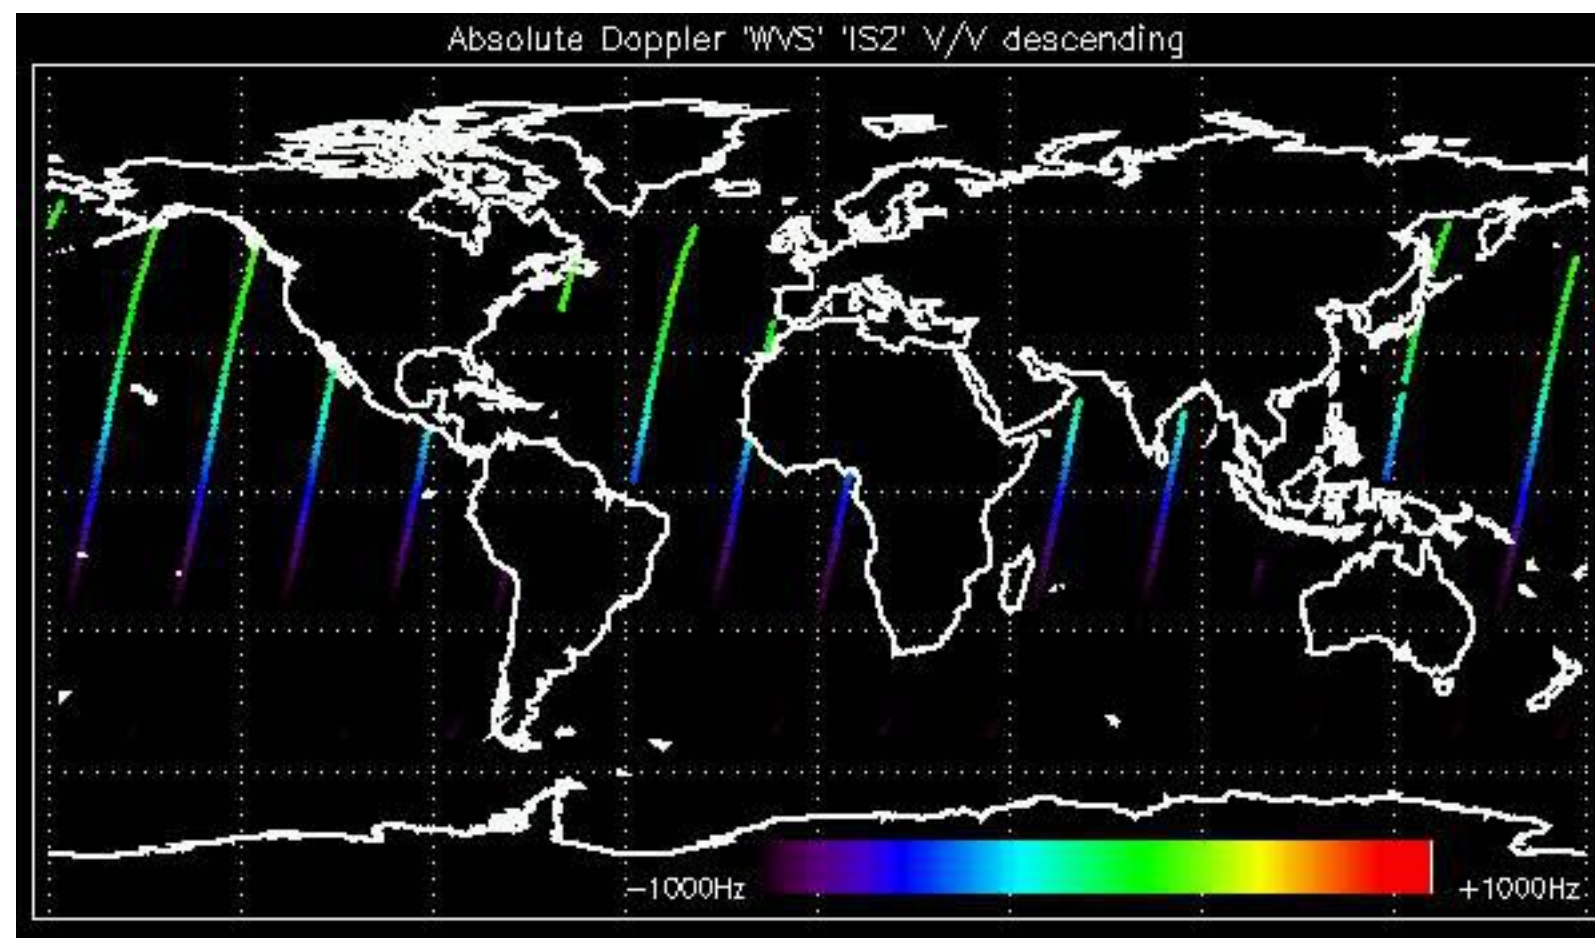 Absolute Doppler 'WVS' 'IS2' V/V descending
-1000Hz
+1000Hz